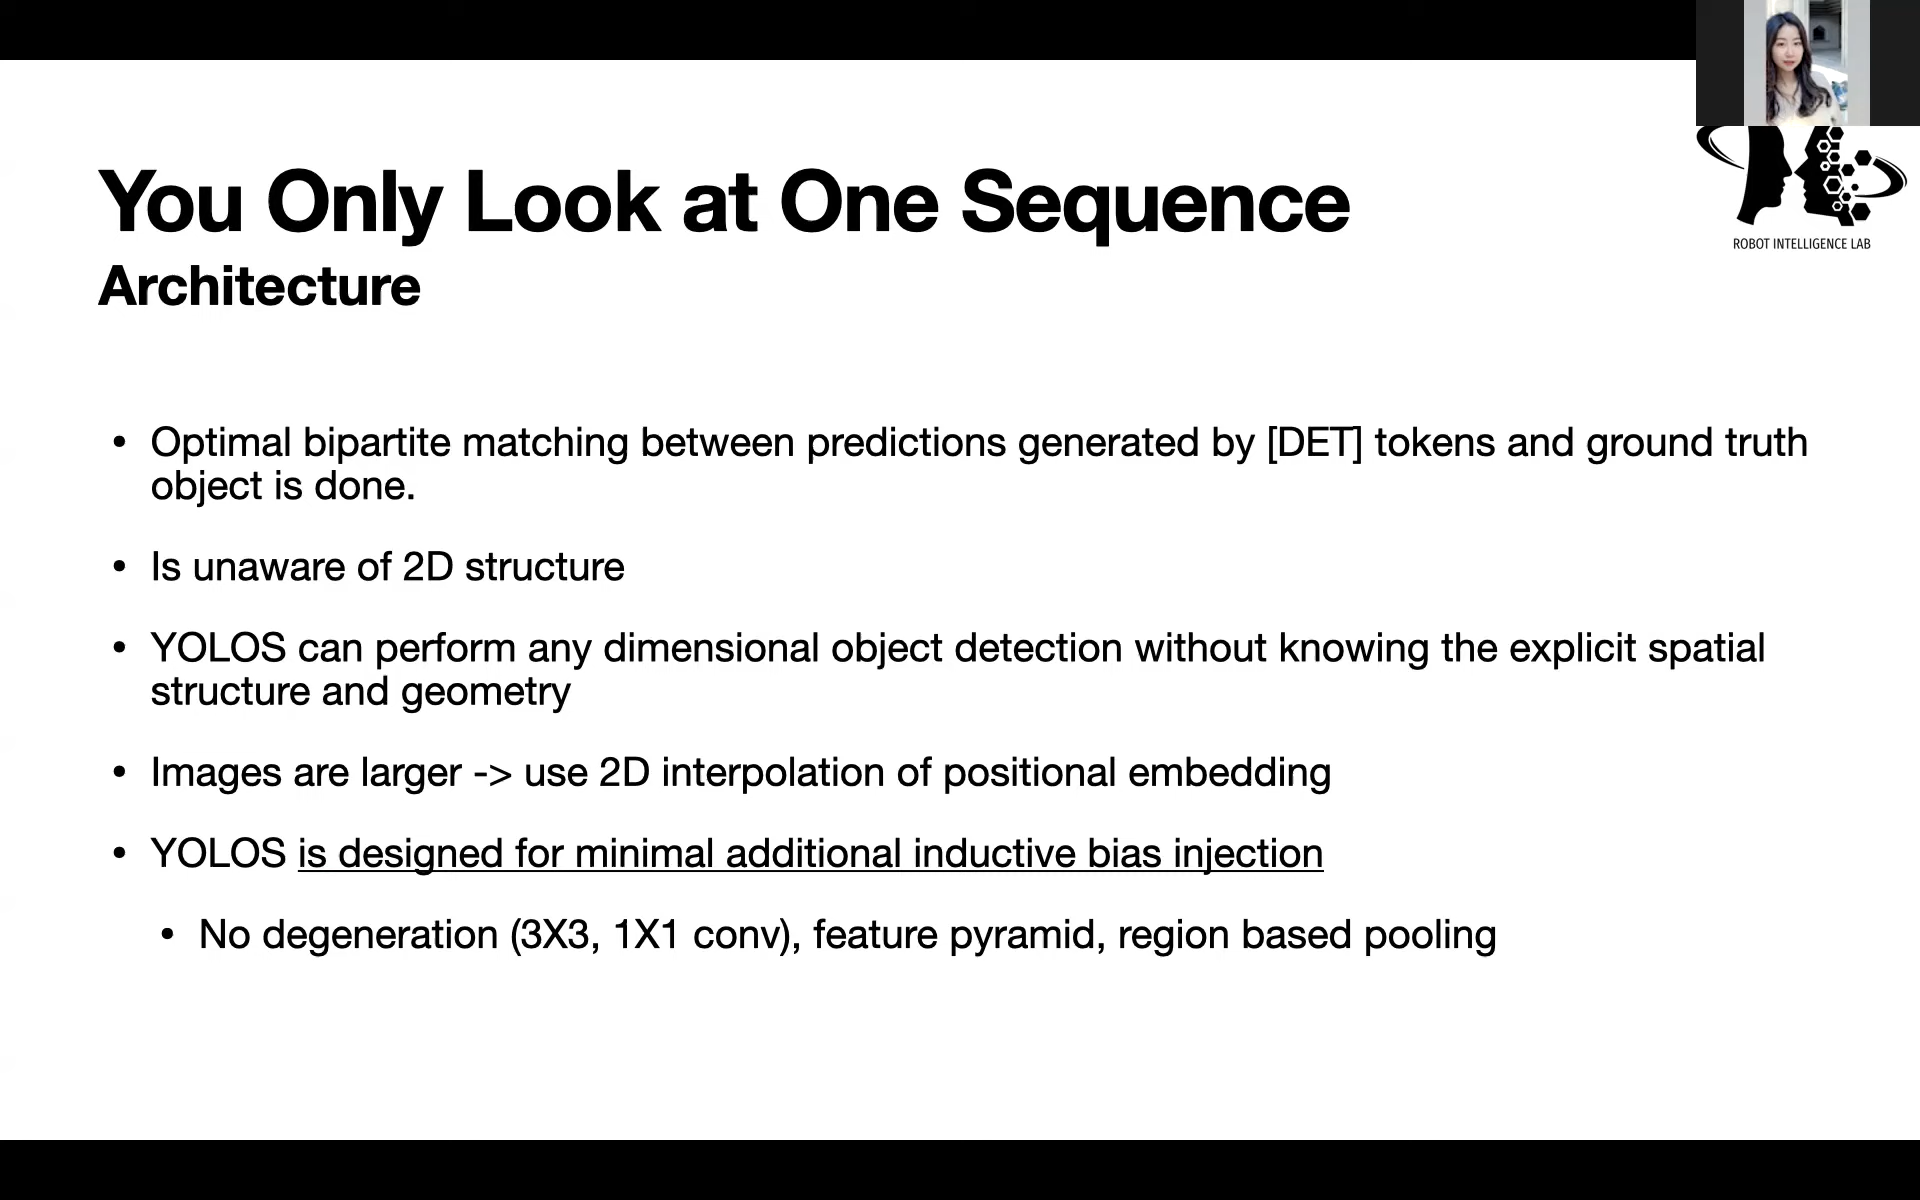 You Only Look at One Sequence
Architecture
ROBOT INTELLIGENCE LAB
• Optimal bipartite matching between predictions generated by [DET] tokens and ground truth
object is done.
• Is unaware of 2D structure
• YOLOS can perform any dimensional object detection without knowing the explicit spatial
structure and geometry
• Images are larger -> use 2D interpolation of positional embedding
• YOLOS is designed for minimal additional inductive bias injection
• No degeneration (3X3, 1X1 conv), feature pyramid, region based pooling